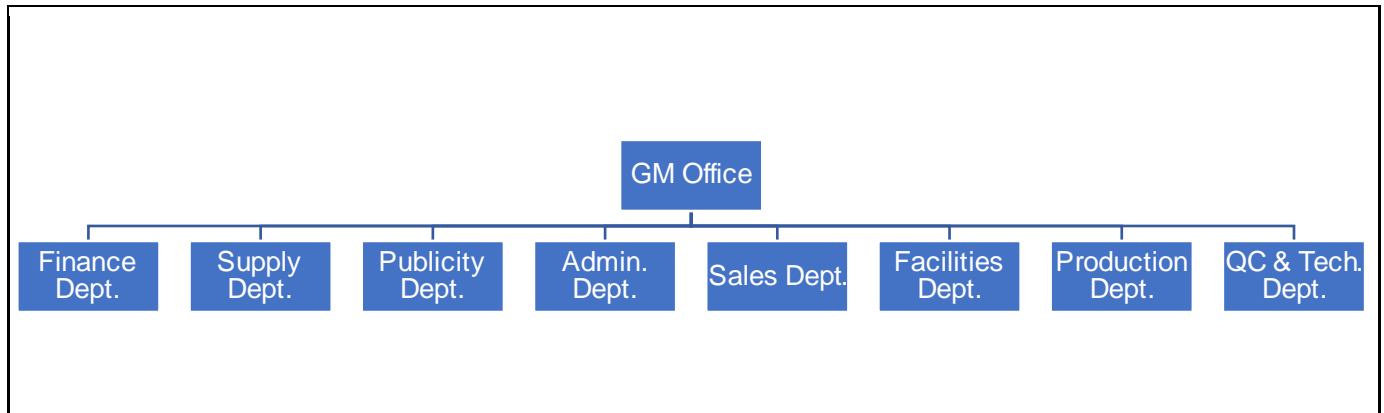 GM Office
Finance
Dept.
Supply
Dept.
Publicity
Dept.
Admin.
Dept.
Sales Dept.
Facilities
Dept.
Production
Dept.
QC & Tech.
Dept.